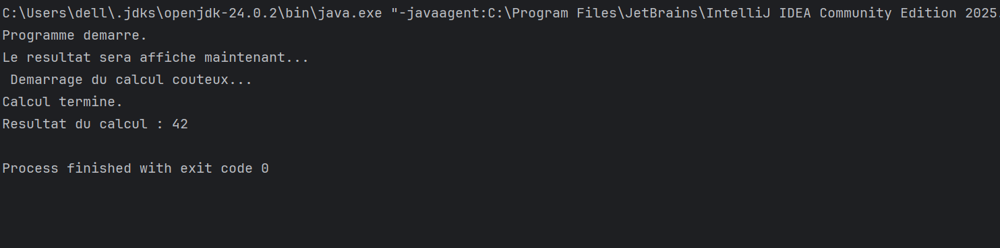 C:\Users\dell\.jdks\openjdk-24.0.2\bin\java.exe "-javaagent:C:\Program Files\JetBrains\IntelliJ IDEA Community Edition 2025.
Programme demarre.
Le resultat sera affiche maintenant...
 Demarrage du calcul couteux...
Calcul termine.
Resultat du calcul : 42
Process finished with exit code 0